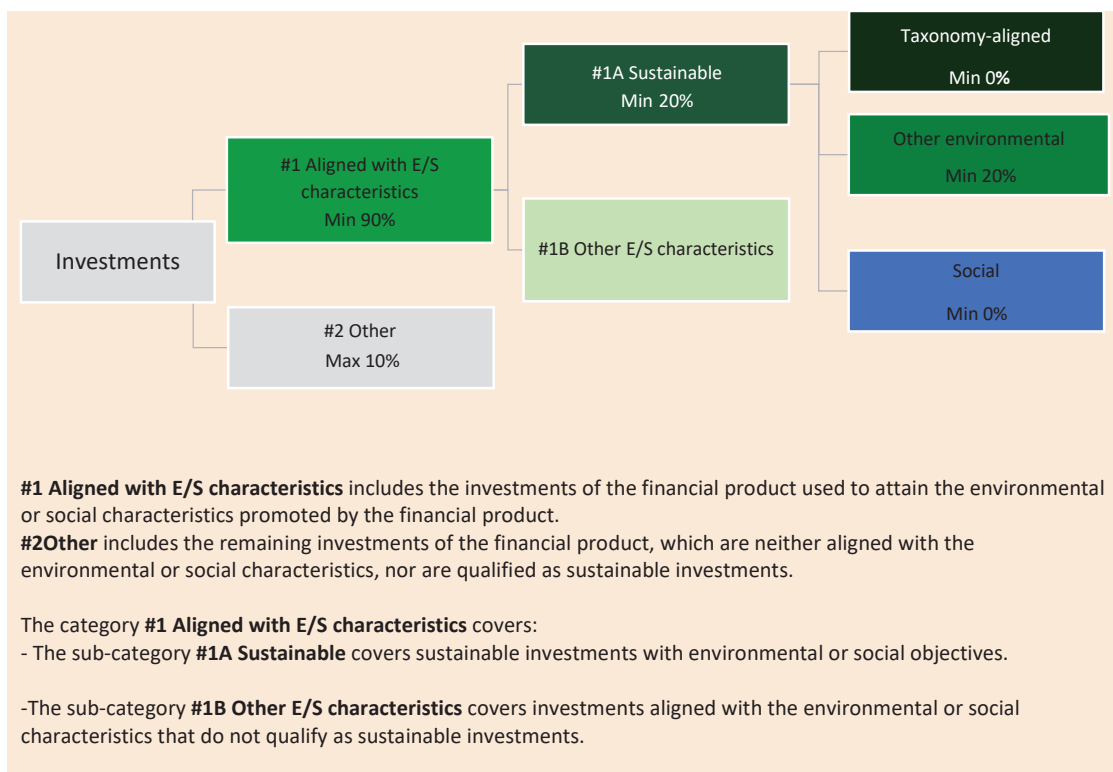 Taxonomy-aligned
Min 0%
#1A Sustainable
Min 20%
Other environmental
Min 20%
#1 Aligned with E/S
characteristics
Min 90%
#1B Other E/S characteristics
Investments
Social
Min 0%
#2 Other
Max 10%
#1 Aligned with E/S characteristics includes the investments of the financial product used to attain the environmental
or social characteristics promoted by the financial product.
#2Other includes the remaining investments of the financial product, which are neither aligned with the
environmental or social characteristics, nor are qualified as sustainable investments.
The category #1 Aligned with E/S characteristics covers:
- The sub-category #1A Sustainable covers sustainable investments with environmental or social objectives.
-The sub-category #1B Other E/S characteristics covers investments aligned with the environmental or social
characteristics that do not qualify as sustainable investments.